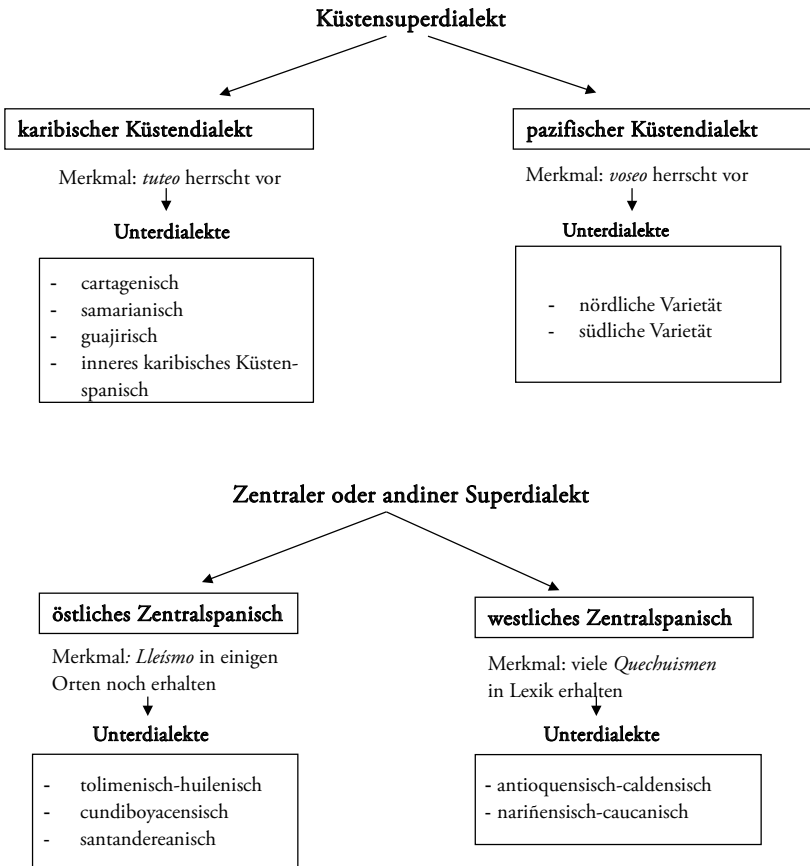 Küstensuperdialekt
karibischer Küstendialekt
Merkmal: tuteo herrscht vor
Unterdialekte
- cartagenisch
- samarianisch
- guajirisch
- inneres karibisches Küsten-
spanisch
pazifischer Küstendialekt
Merkmal: voseo herrscht vor
Unterdialekte
- nördliche Varietät
- südliche Varietät
Zentraler oder andiner Superdialekt
östliches Zentralspanisch
Merkmal: Lleísmo in einigen
Orten noch erhalten
Unterdialekte
- tolimenisch-huilenisch
- cundiboyacensisch
- santandereanisch
westliches Zentralspanisch
Merkmal: viele Quechuismen
in Lexik erhalten
Unterdialekte
- antioquensisch-caldensisch
- nariñensisch-caucanisch